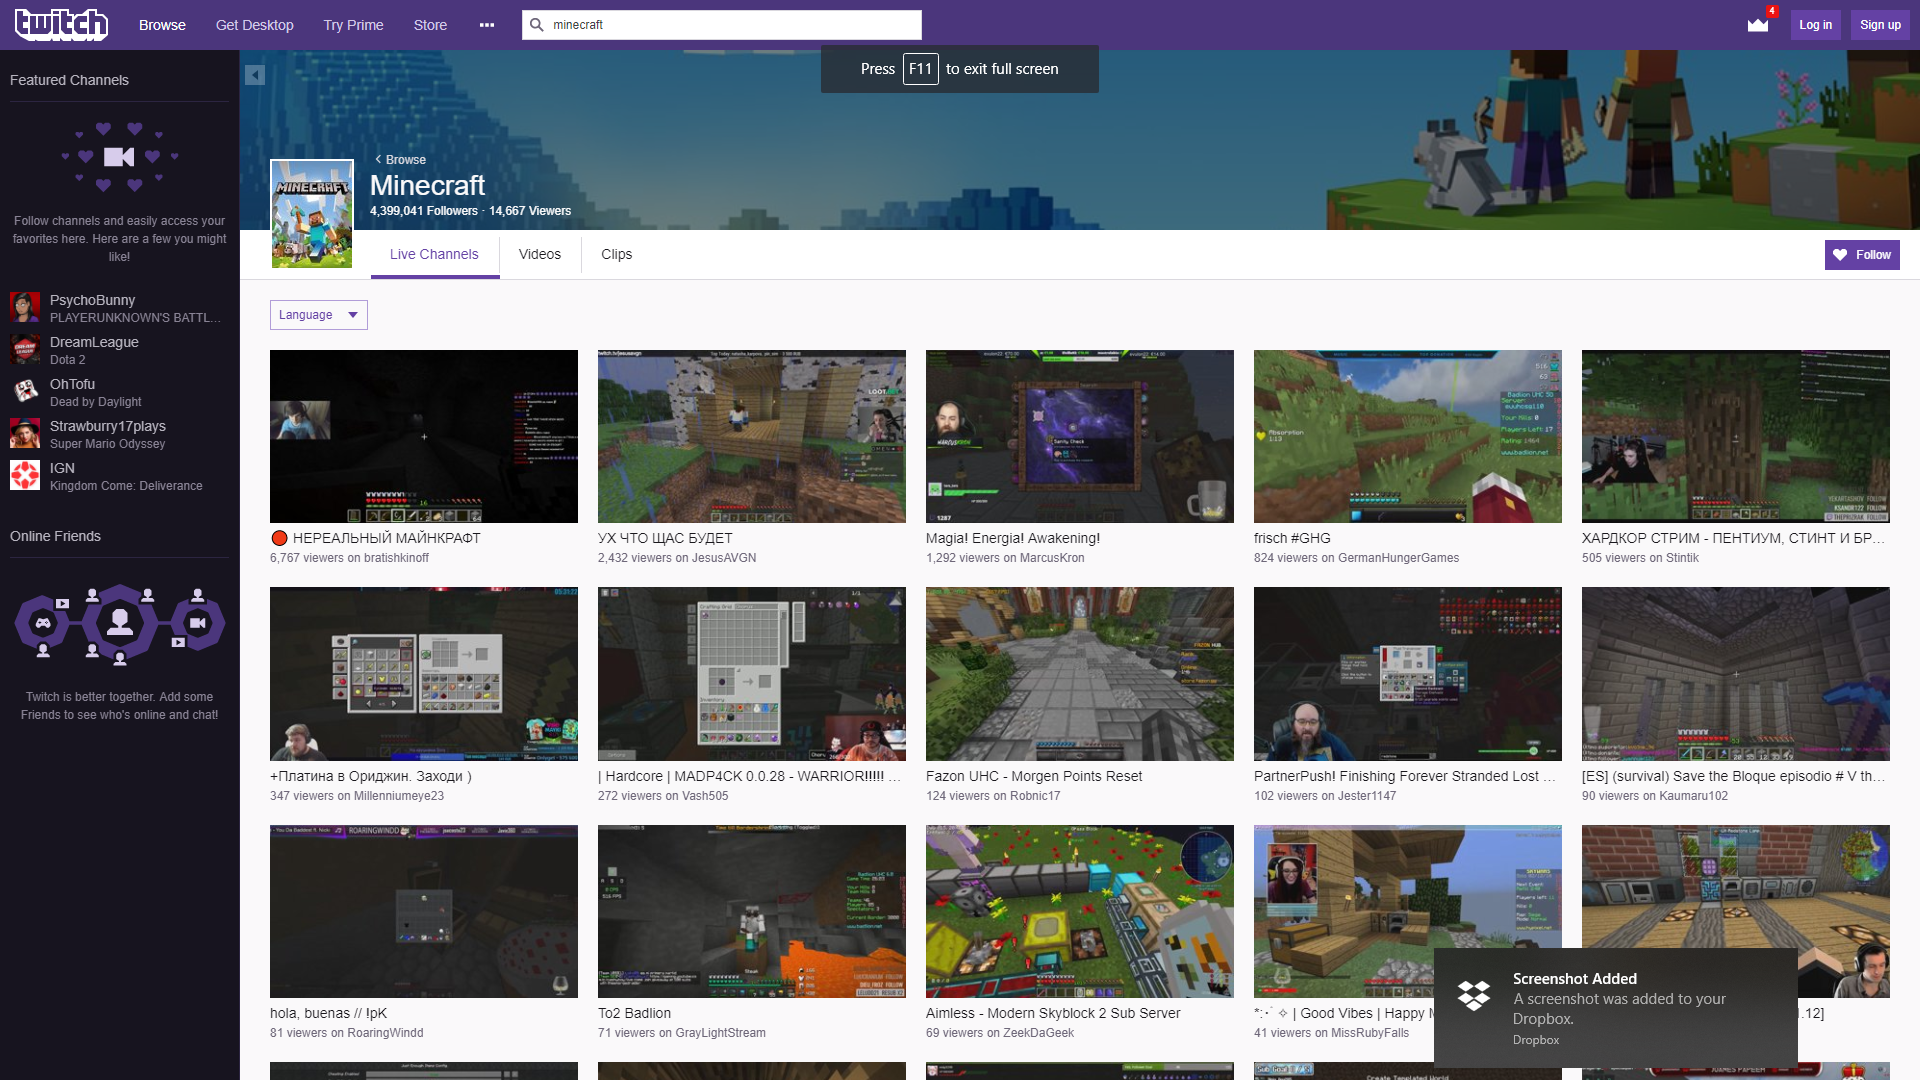 twitch
Browse
Get Desktop
Try Prime
Store
minecraft
4
Log in
Sign up
Press F11 to exit full screen
Featured Channels
Follow channels and easily access your
favorites here. Here are a few you might
like!
PsychoBunny
PLAYERUNKNOWN'S BATTL...
DreamLeague
Dota 2
OhTofu
Dead by Daylight
Strawburry17plays
Super Mario Odyssey
IGN
Kingdom Come: Deliverance
Online Friends
Twitch is better together. Add some
Friends to see who's online and chat!
Browse
MINECRAFT
Minecraft
4,399,041 Followers · 14,667 Viewers
Live Channels
Videos
Clips
Follow
Language
НЕРЕАЛЬНЫЙ МАЙНКРАФТ
6,767 viewers on bratishkinoff
УХ ЧТО ЩАС БУДЕТ
2,432 viewers on JesusAVGN
Magia! Energia! Awakening!
1,292 viewers on MarcusKron
frisch #GHG
824 viewers on GermanHungerGames
ХАРДКОР СТРИМ - ПЕНТИУМ, СТИНТ И БР...
505 viewers on Stintik
+Платина в Ориджин. Заходи )
347 viewers on Millenniumeye23
| Hardcore | MADP4CK 0.0.28 - WARRIOR!!!!! ...
272 viewers on Vash505
Fazon UHC - Morgen Points Reset
124 viewers on Robnic17
PartnerPush! Finishing Forever Stranded Lost ...
102 viewers on Jester1147
[ES] (survival) Save the Bloque episodio # V th...
90 viewers on Kaumaru102
hola, buenas // !pK
81 viewers on RoaringWindd
To2 Badlion
71 viewers on GrayLightStream
Aimless - Modern Skyblock 2 Sub Server
69 viewers on ZeekDaGeek
*:･ﾟ✧ | Good Vibes | Happy
41 viewers on MissRubyFalls
.12]
Screenshot Added
A screenshot was added to your
Dropbox.
Dropbox